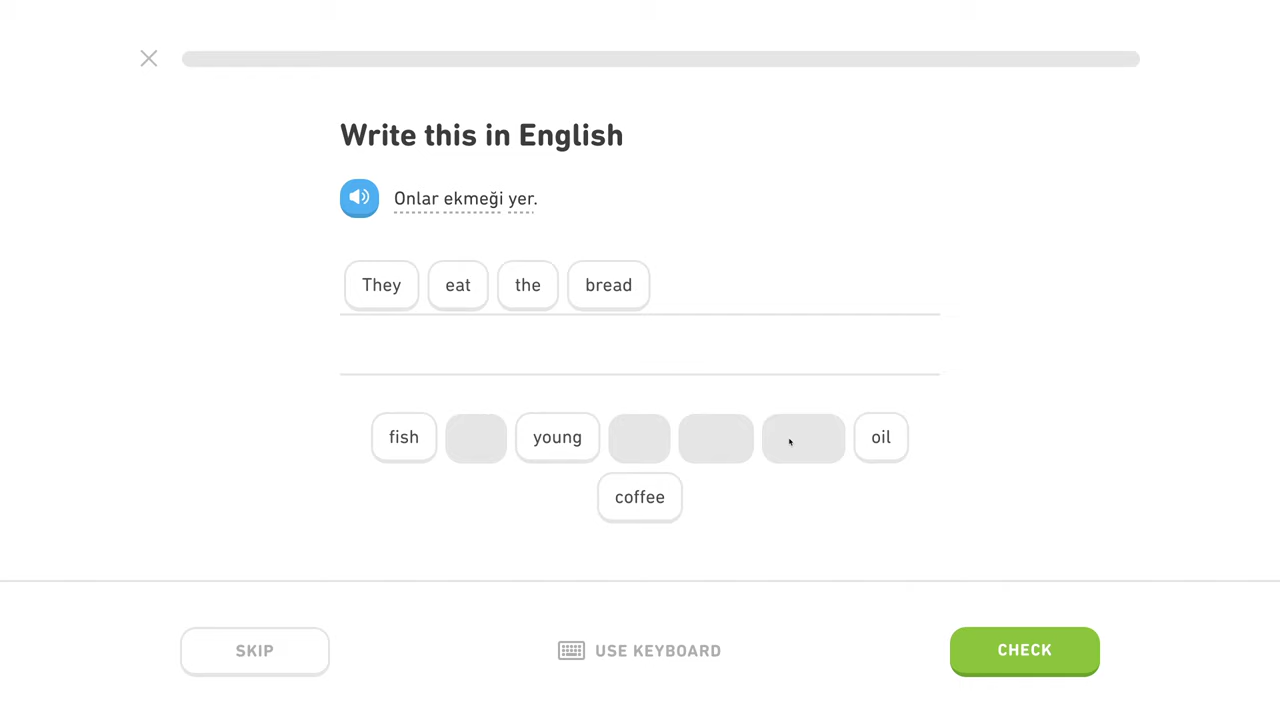 Write this in English
Onlar ekmeği yer.
They eat the bread
fish young oil
coffee
SKIP USE KEYBOARD CHECK